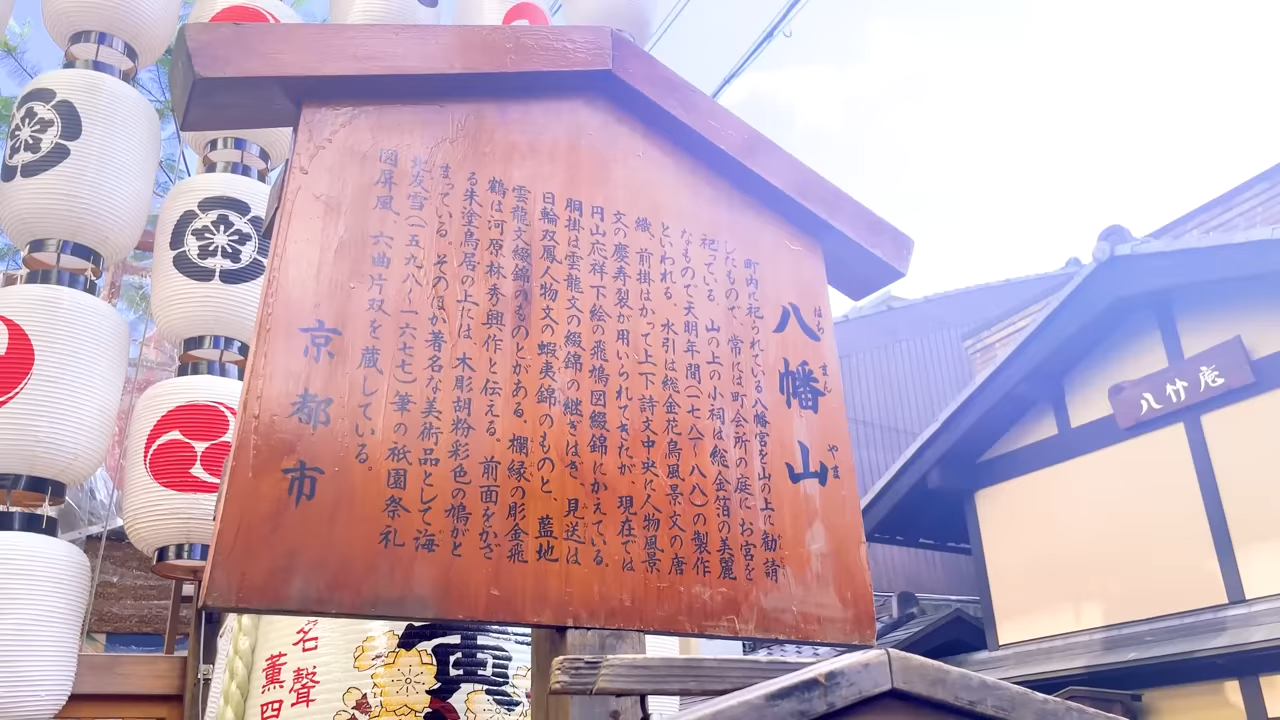 八幡山
はちまんやま
町内に祀られている八幡宮を山の上に勧請
したもので、常には町会所の庭にお宮を
祀っている。山の上の小祠は総金箔の美麗
なもので天明年間(一七八一~八八)の製作
といわれる。水引は総金花鳥風景文の唐
織、前掛はかって上下詩文中央に人物風景
文の慶寿裂が用いられてきたが、現在では
円山応祥下絵の飛鳩図綴錦にかえている。
胴掛は雲龍文の綴錦の継ぎはぎ、見送は
日輪双鳳人物文の蝦夷錦のものと、藍地
雲龍文綴錦のものとがある。欄縁の彫金飛
鶴は河原林秀興作と伝える。前面をかざ
る朱塗鳥居の上には、木彫胡粉彩色の鳩がと
まっている。そのほか著名な美術品として海
北友雪(一五九八~一六七七)筆の祇園祭礼
図屏風、六曲片双を蔵している。
京都市
八竹庵
名聲
薫四